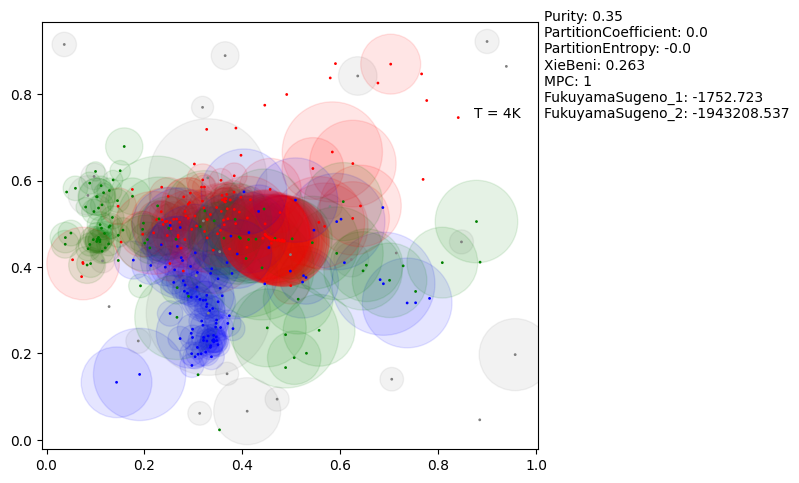 Purity: 0.35
PartitionCoefficient: 0.0
PartitionEntropy: -0.0
XieBeni: 0.263
MPC: 1
FukuyamaSugeno_1: -1752.723
FukuyamaSugeno_2: -1943208.537
T = 4K
0.8
0.6
0.4
0.2
0.0
0.0 0.2 0.4 0.6 0.8 1.0